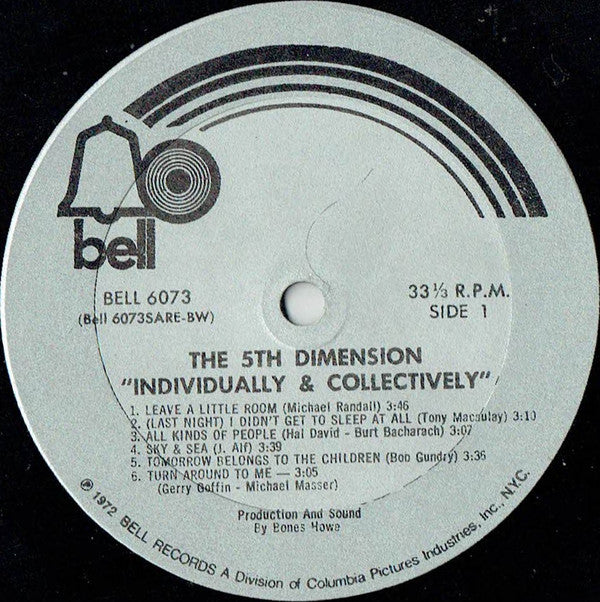 bell
BELL 6073
(Bell 6073SARE-BW)
33⅓ R.P.M.
SIDE 1
THE 5TH DIMENSION
"INDIVIDUALLY & COLLECTIVELY"
1. LEAVE A LITTLE ROOM (Michael Randall) 3:46
2. (LAST NIGHT) I DIDN'T GET TO SLEEP AT ALL (Tony Macaulay) 3:10
3. ALL KINDS OF PEOPLE (Hal David - Burt Bacharach) 3:07
4. SKY & SEA (J. Alf) 3:39
5. TOMORROW BELONGS TO THE CHILDREN (Bob Gundry) 3:36
6. TURN AROUND TO ME — 3:05
(Gerry Goffin - Michael Masser)
Production And Sound
By Bones Howe
℗ 1972 BELL RECORDS A Division of Columbia Pictures Industries, Inc., N.Y.C.